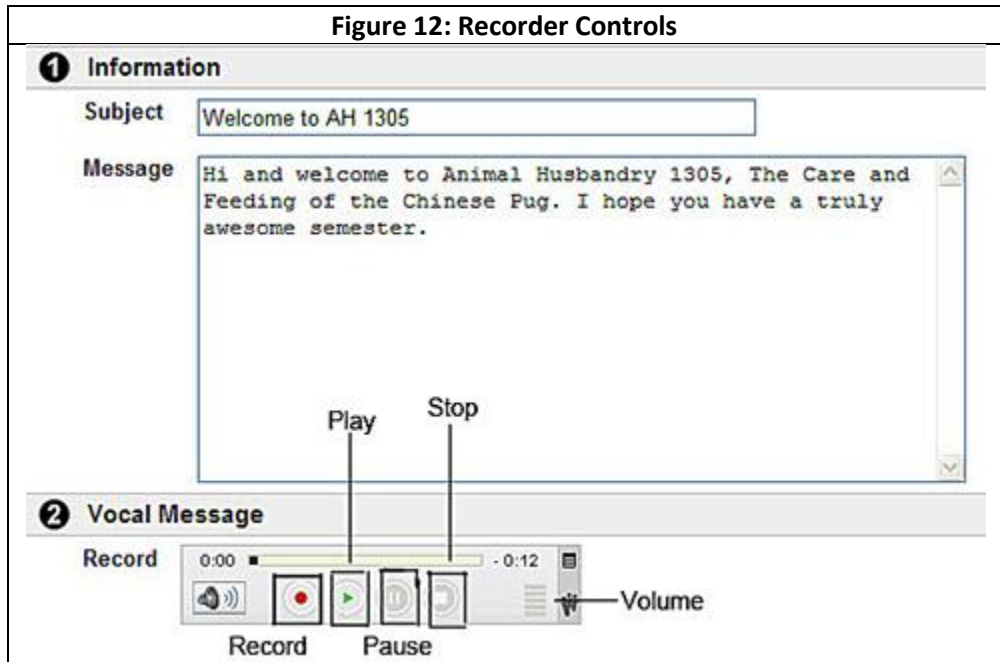 Figure 12: Recorder Controls
1 Information
Subject Welcome to AH 1305
Message Hi and welcome to Animal Husbandry 1305, The Care and
Feeding of the Chinese Pug. I hope you have a truly
awesome semester.
Play Stop
2 Vocal Message
Record 0:00 - 0:12
Volume
Record Pause